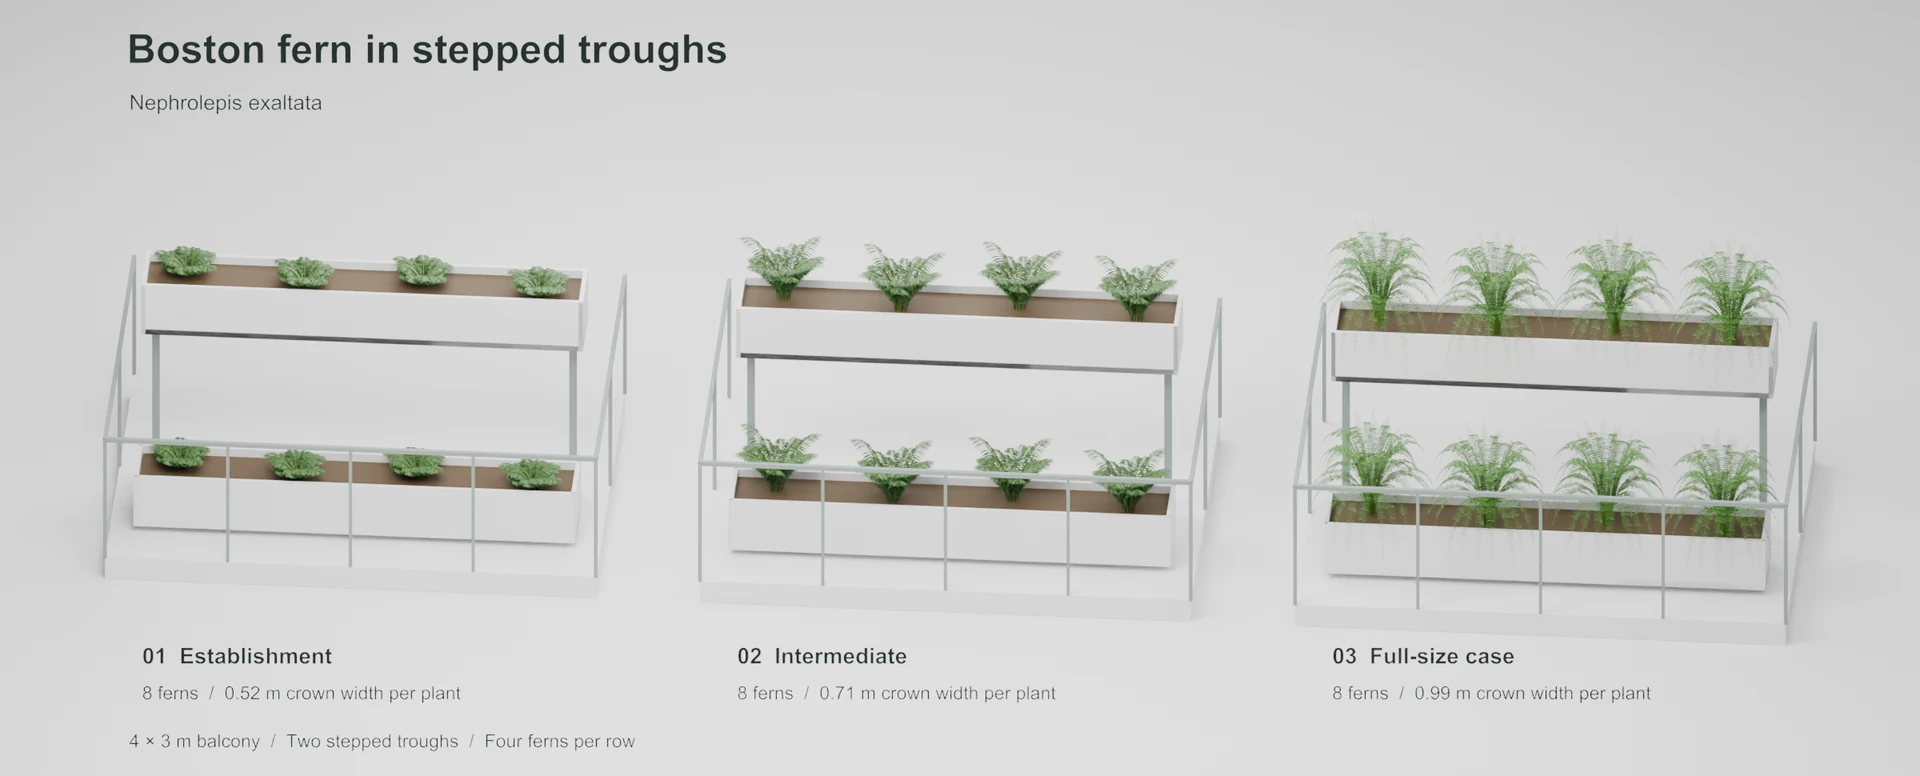 Boston fern in stepped troughs
Nephrolepis exaltata
01 Establishment
8 ferns / 0.52 m crown width per plant
02 Intermediate
8 ferns / 0.71 m crown width per plant
03 Full-size case
8 ferns / 0.99 m crown width per plant
4 × 3 m balcony / Two stepped troughs / Four ferns per row